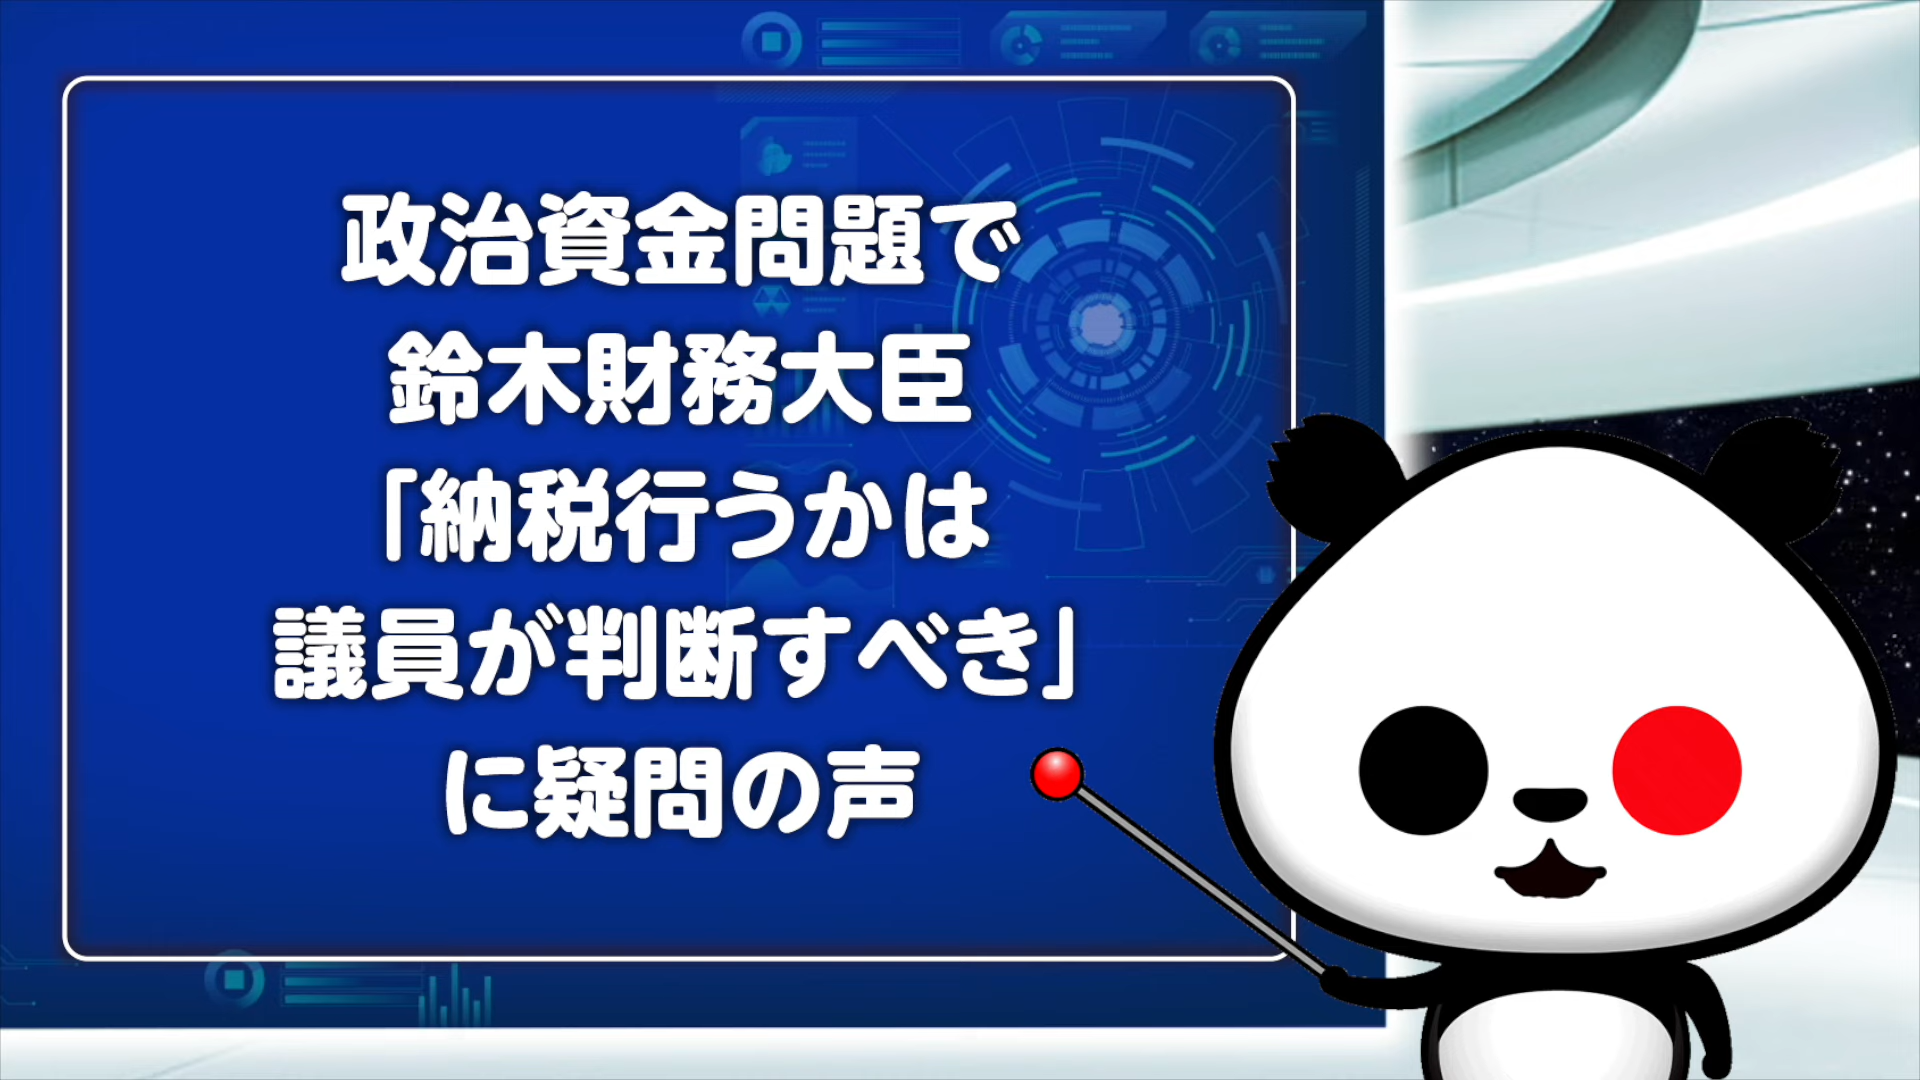 政治資金問題で
鈴木財務大臣
「納税行うかは
議員が判断すべき」
に疑問の声